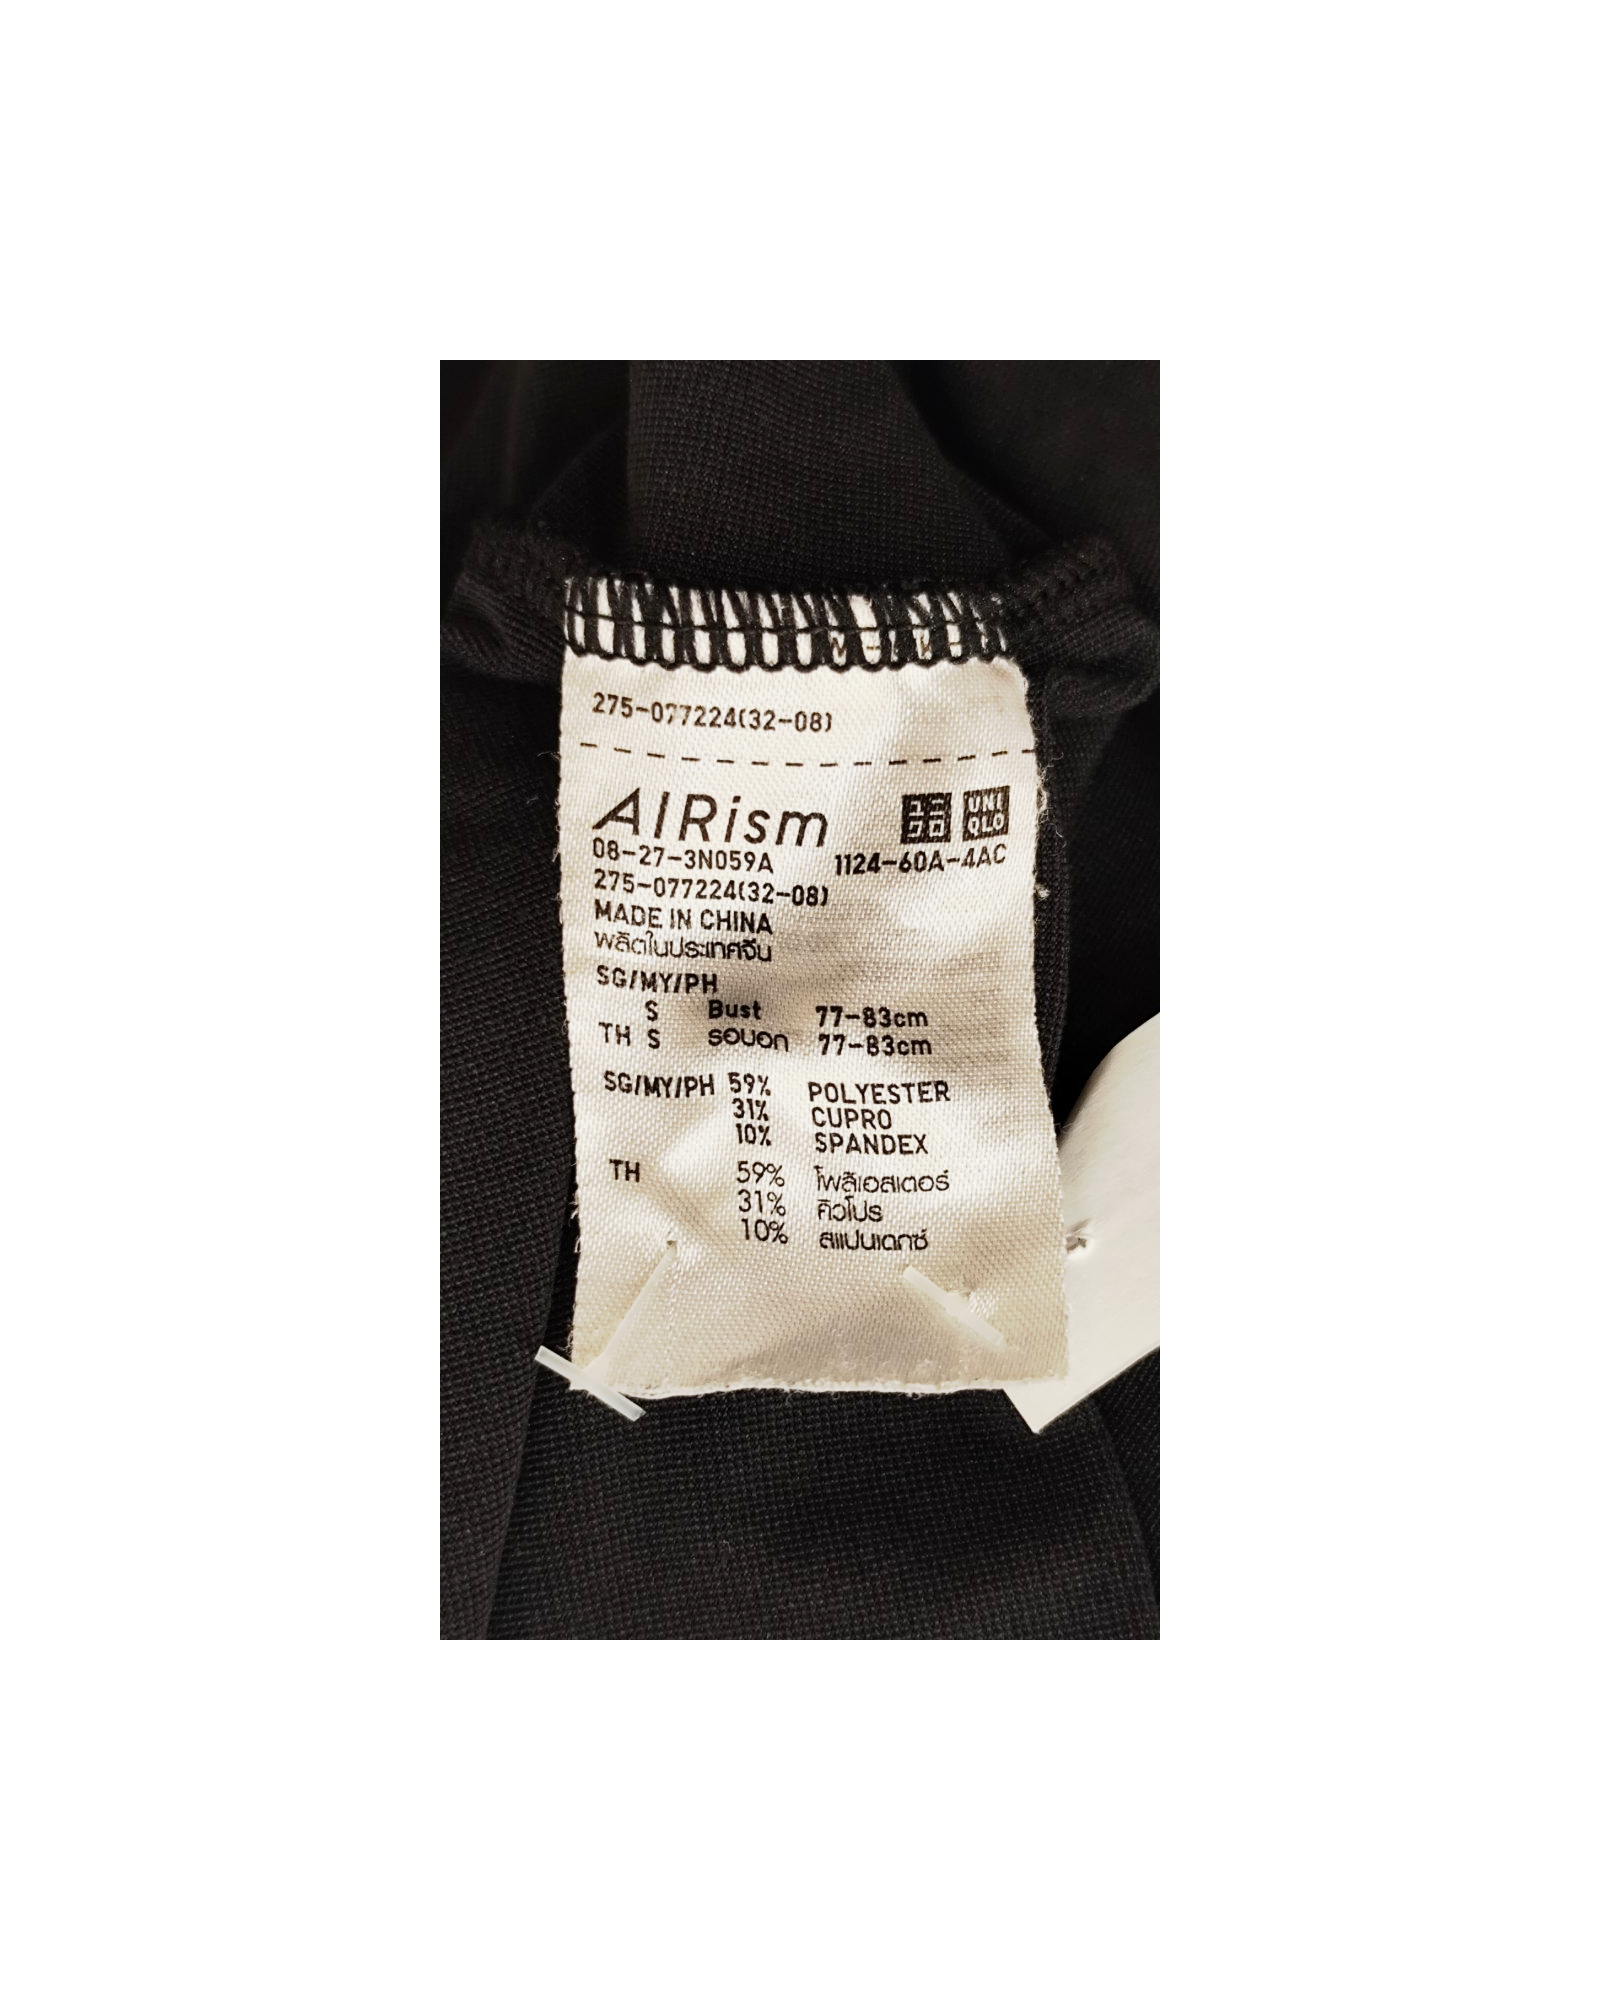 275-077224(32-08)
AIRism ユニクロ UNIQLO
08-27-3N059A 1124-60A-4AC
275-077224(32-08)
MADE IN CHINA
ผลิตในประเทศจีน
SG/MY/PH
S Bust 77-83cm
TH S รอบอก 77-83cm
SG/MY/PH 59% POLYESTER
31% CUPRO
10% SPANDEX
TH 59% โพลีเอสเตอร์
31% คิวโปร
10% สแปนเดกซ์